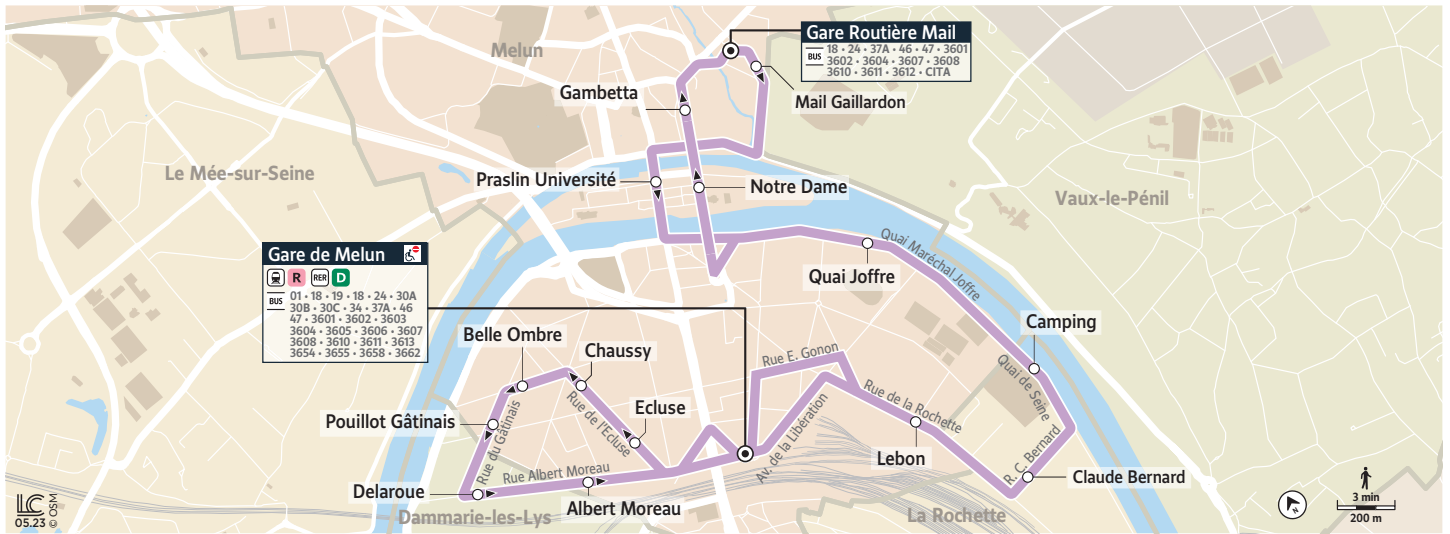 Melun
Gare Routière Mail
BUS
18 • 24 • 37A • 46 • 47 • 3601
3602 • 3604 • 3607 • 3608
3610 • 3611 • 3612 • CITA
Gambetta
Mail Gaillardon
Le Mée-sur-Seine
Praslin Université
Notre Dame
Vaux-le-Pénil
Gare de Melun
R RER D
BUS
01 • 18 • 19 • 18 • 24 • 30A
30B • 30C • 34 • 37A • 46
47 • 3601 • 3602 • 3603
3604 • 3605 • 3606 • 3607
3608 • 3610 • 3611 • 3613
3654 • 3655 • 3658 • 3662
Quai Maréchal Joffre
Quai Joffre
Camping
Belle Ombre
Chaussy
Rue E. Gonon
Quai de Seine
Rue de la Rochette
Pouillot Gâtinais
Rue du Gâtinais
Rue de l'Ecluse
Ecluse
Av. de la Libération
Lebon
R. C. Bernard
Claude Bernard
Delaroue
Rue Albert Moreau
Albert Moreau
Dammarie-les-Lys
La Rochette
LC
05.23 © OSM
N
3 min
200 m